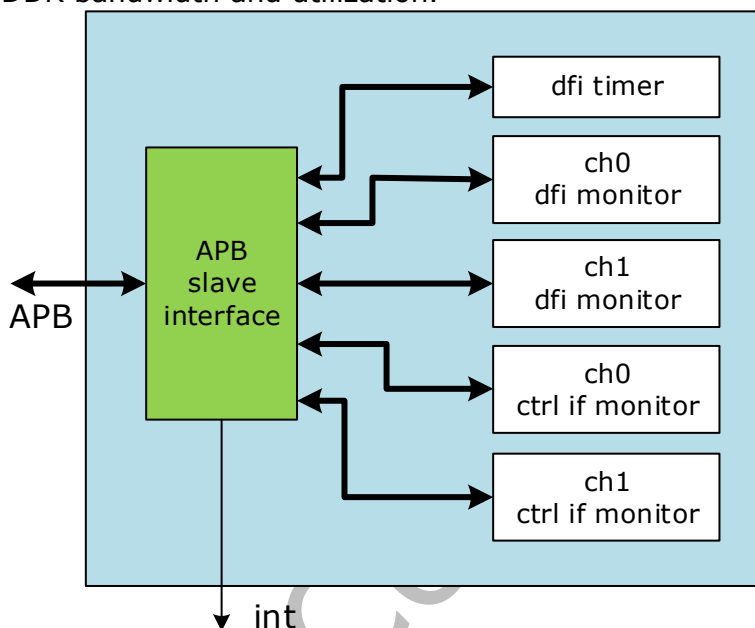 DDR bandwidth and utilization.
dfi timer
ch0
dfi monitor
APB
slave
interface
ch1
dfi monitor
APB
ch0
ctrl if monitor
ch1
ctrl if monitor
int